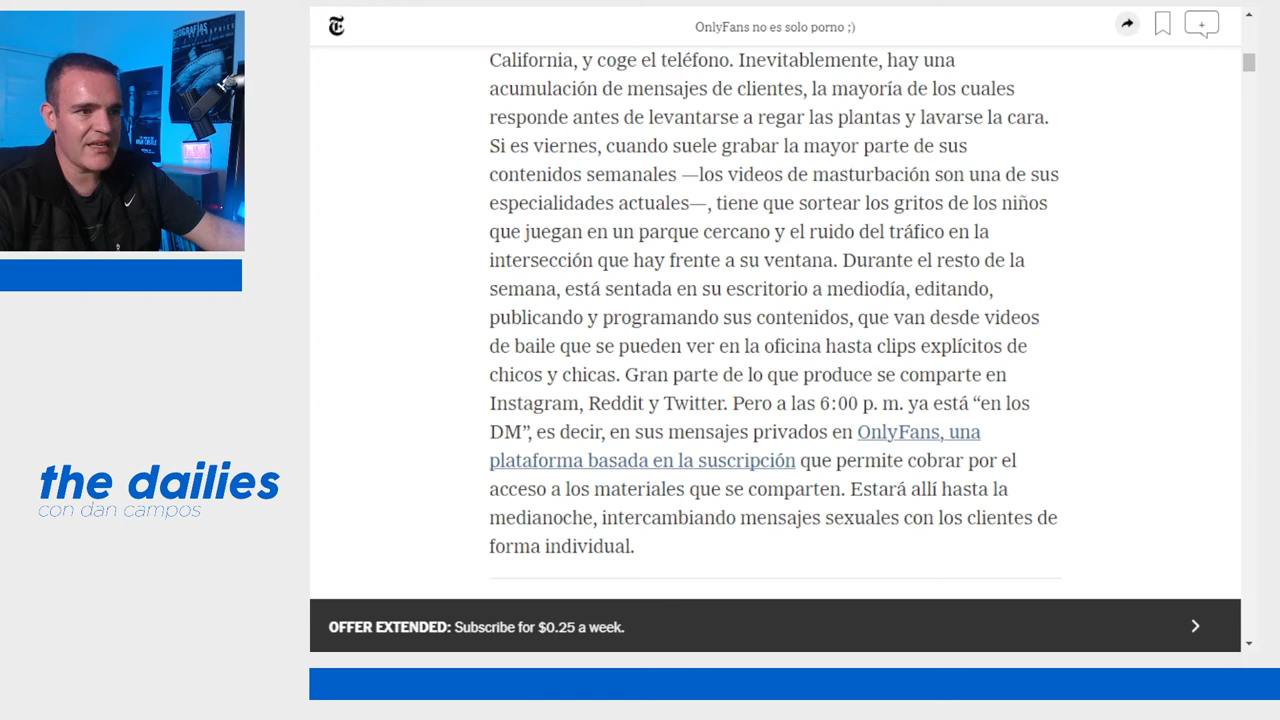 OnlyFans no es solo porno ;)
California, y coge el teléfono. Inevitablemente, hay una
acumulación de mensajes de clientes, la mayoría de los cuales
responde antes de levantarse a regar las plantas y lavarse la cara.
Si es viernes, cuando suele grabar la mayor parte de sus
contenidos semanales —los videos de masturbación son una de sus
especialidades actuales—, tiene que sortear los gritos de los niños
que juegan en un parque cercano y el ruido del tráfico en la
intersección que hay frente a su ventana. Durante el resto de la
semana, está sentada en su escritorio a mediodía, editando,
publicando y programando sus contenidos, que van desde videos
de baile que se pueden ver en la oficina hasta clips explícitos de
chicos y chicas. Gran parte de lo que produce se comparte en
Instagram, Reddit y Twitter. Pero a las 6:00 p. m. ya está “en los
DM”, es decir, en sus mensajes privados en OnlyFans, una
plataforma basada en la suscripción que permite cobrar por el
acceso a los materiales que se comparten. Estará allí hasta la
medianoche, intercambiando mensajes sexuales con los clientes de
forma individual.
OFFER EXTENDED: Subscribe for $0.25 a week.
the dailies
con dan campos